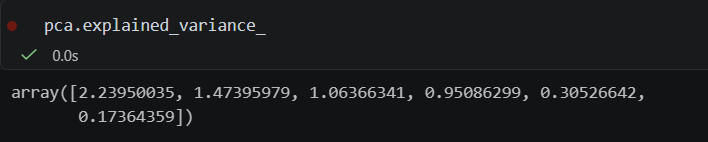 pca.explained_variance_
0.0s
array([2.23950035, 1.47395979, 1.06366341, 0.95086299, 0.30526642,
0.17364359])